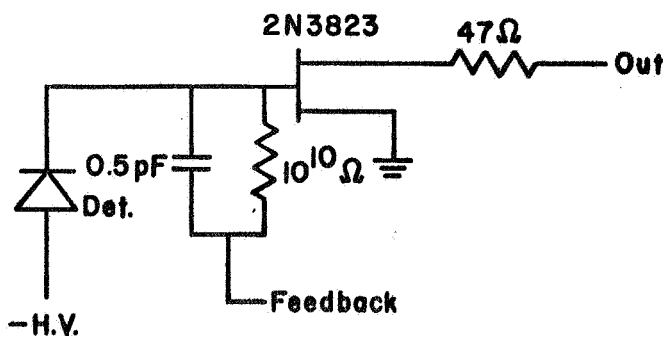 2N3823
47Ω
Out
0.5pF
10¹⁰Ω
Det.
Feedback
-H.V.